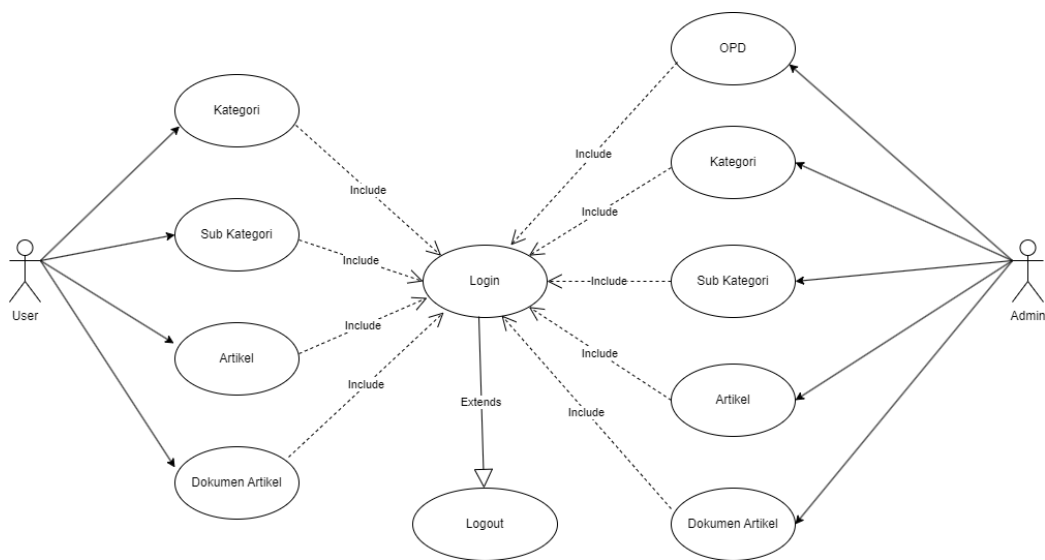 OPD
Kategori
Include
Kategori
Include
Include
Sub Kategori
Include
Login
Include
Sub Kategori
User
Admin
Artikel
Include
Include
Artikel
Include
Extends
Include
Dokumen Artikel
Logout
Dokumen Artikel